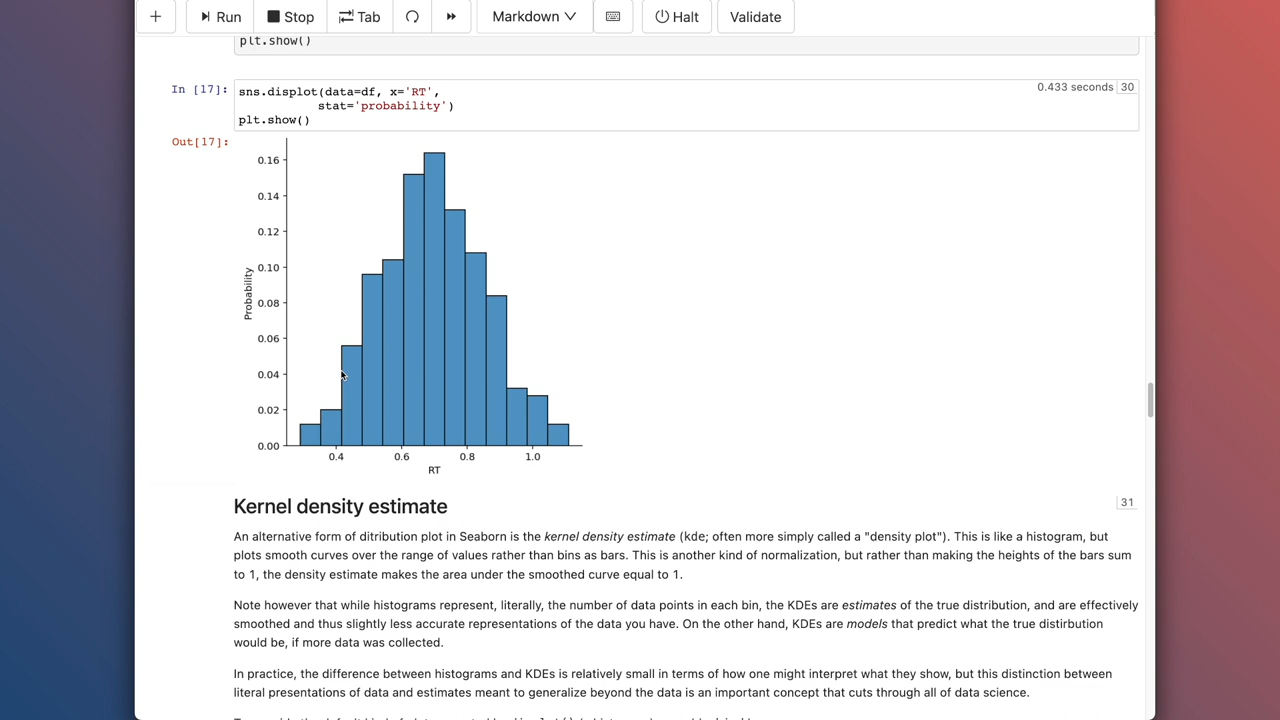 Run
Stop
Tab
Markdown
Halt
Validate
plt.show()
In [17]:
sns.displot(data=df, x='RT',
stat='probability')
plt.show()
0.433 seconds 30
Out[17]:
0.16
0.14
0.12
0.10
0.08
0.06
0.04
0.02
0.00
Probability
0.4 0.6 0.8 1.0
RT
Kernel density estimate
31
An alternative form of ditribution plot in Seaborn is the kernel density estimate (kde; often more simply called a "density plot"). This is like a histogram, but
plots smooth curves over the range of values rather than bins as bars. This is another kind of normalization, but rather than making the heights of the bars sum
to 1, the density estimate makes the area under the smoothed curve equal to 1.
Note however that while histograms represent, literally, the number of data points in each bin, the KDEs are estimates of the true distribution, and are effectively
smoothed and thus slightly less accurate representations of the data you have. On the other hand, KDEs are models that predict what the true distirbution
would be, if more data was collected.
In practice, the difference between histograms and KDEs is relatively small in terms of how one might interpret what they show, but this distinction between
literal presentations of data and estimates meant to generalize beyond the data is an important concept that cuts through all of data science.